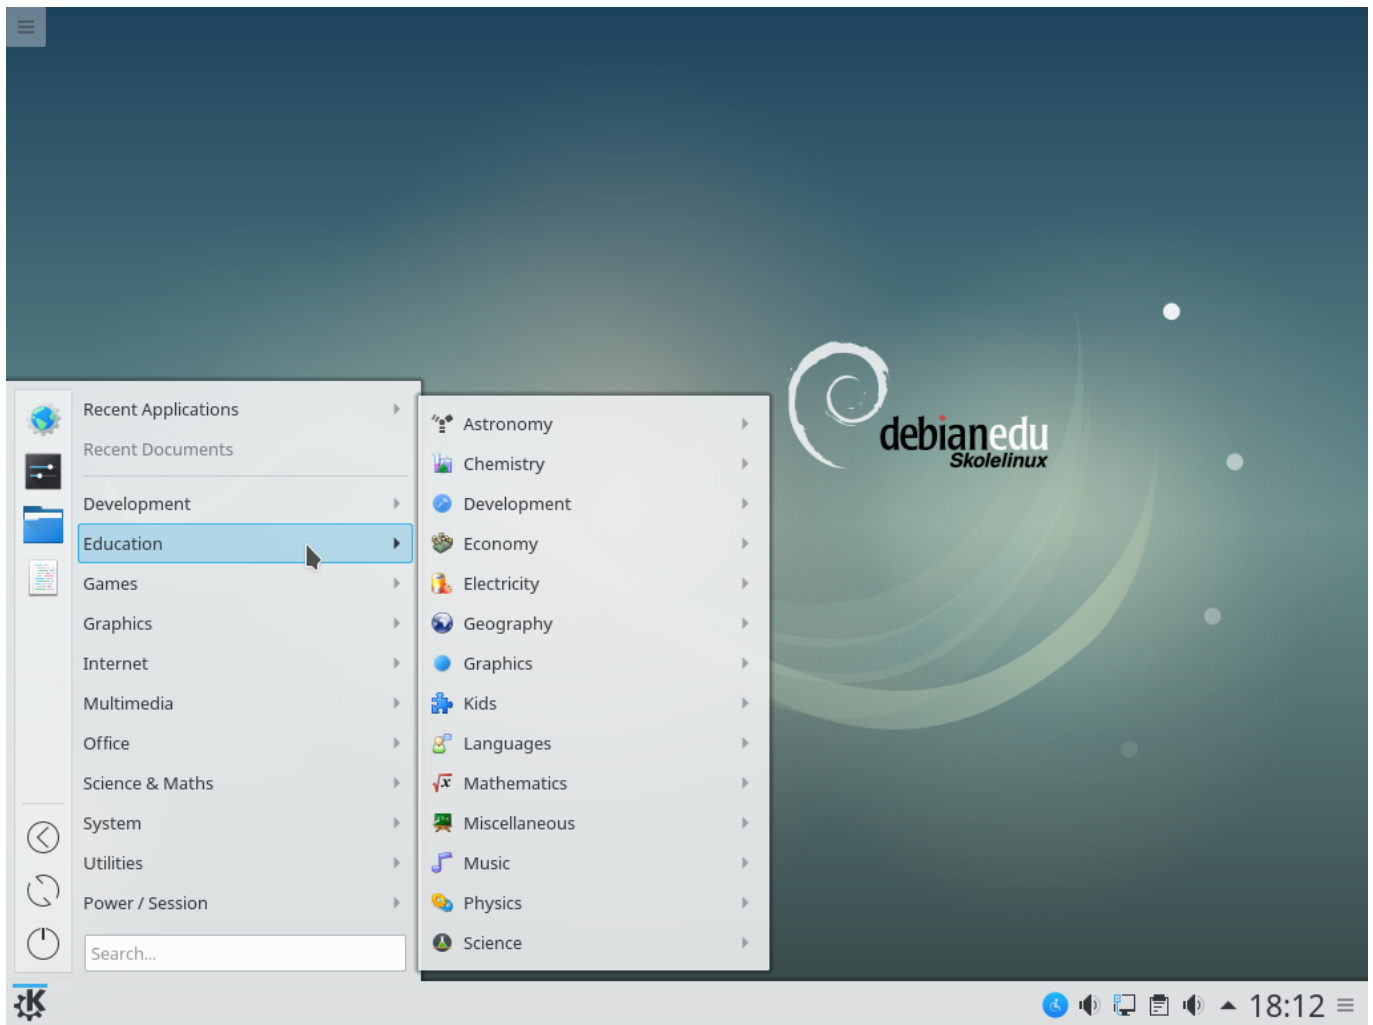 Recent Applications
Recent Documents
Development
Education
Games
Graphics
Internet
Multimedia
Office
Science & Maths
System
Utilities
Power / Session
Search...
Astronomy
Chemistry
Development
Economy
Electricity
Geography
Graphics
Kids
Languages
Mathematics
Miscellaneous
Music
Physics
Science
debianedu
Skolelinux
18:12